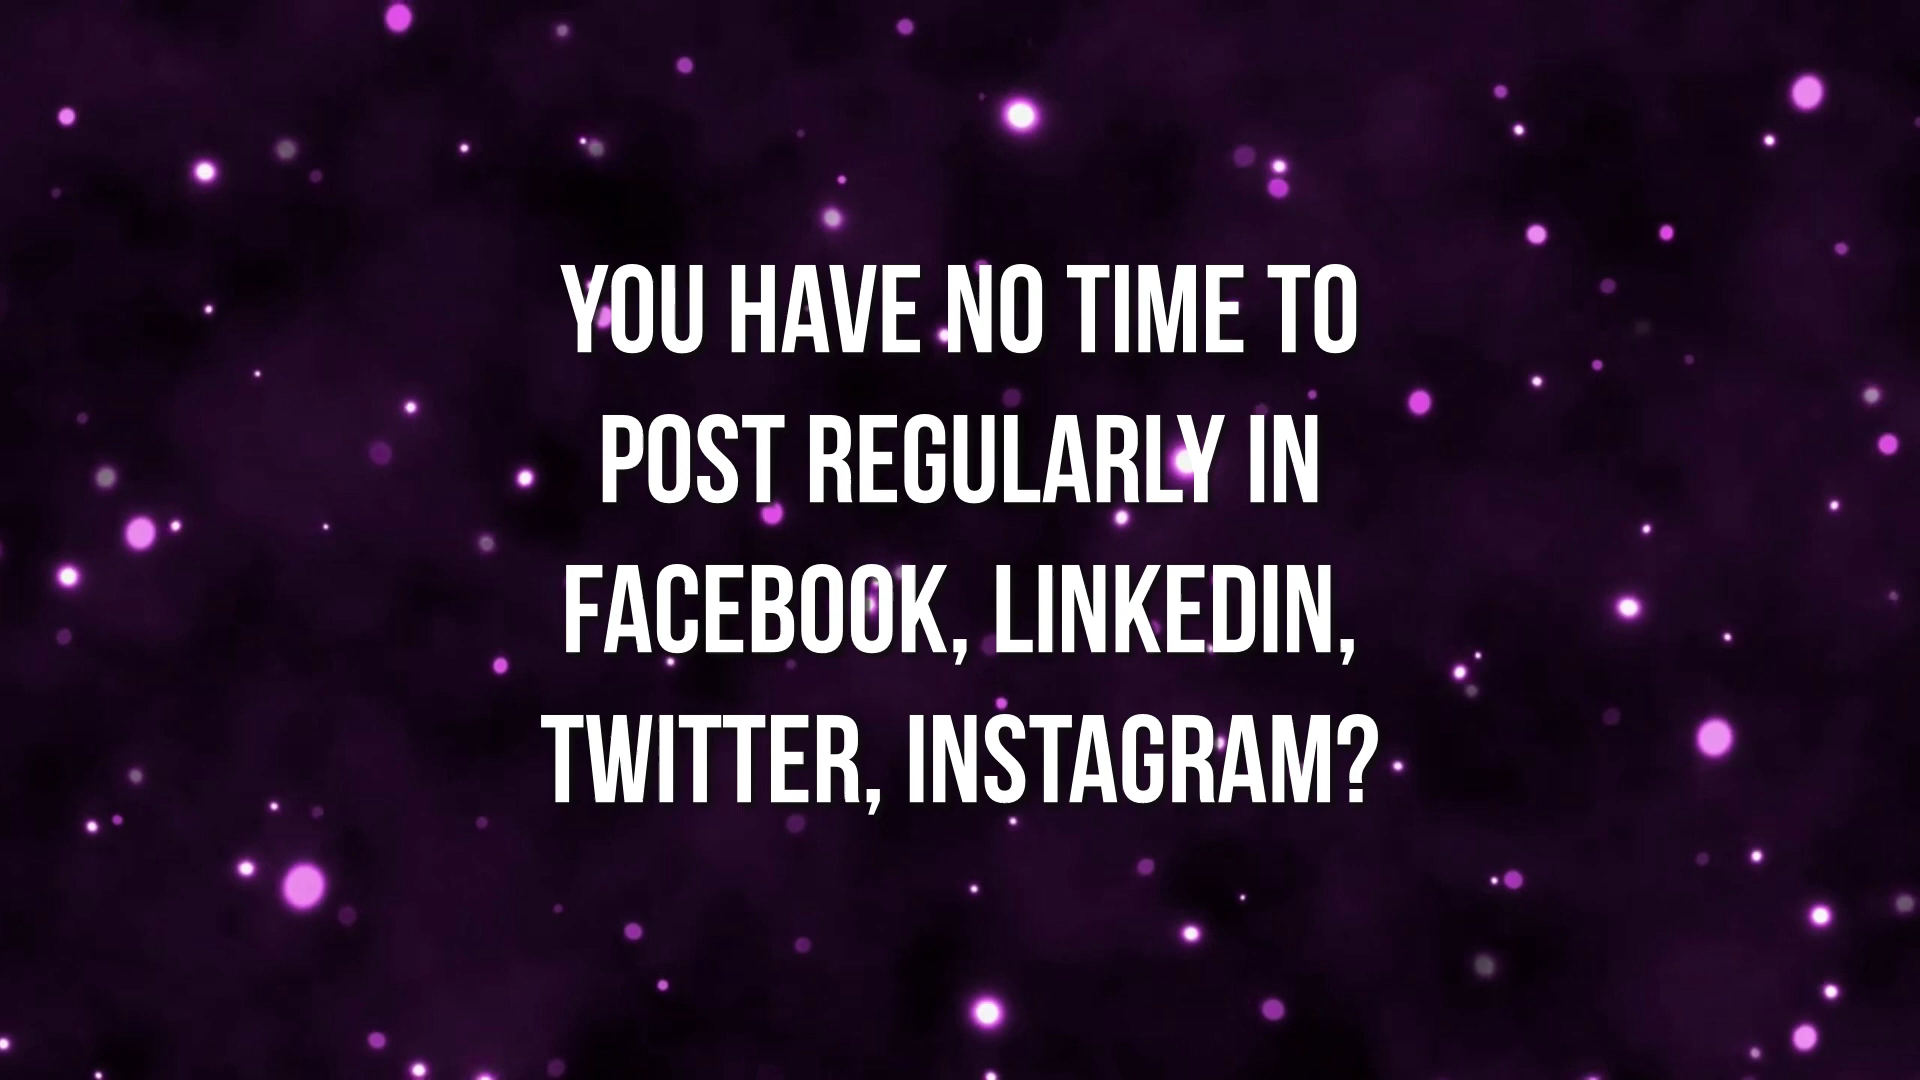 YOU HAVE NO TIME TO
POST REGULARLY IN
FACEBOOK, LINKEDIN,
TWITTER, INSTAGRAM?